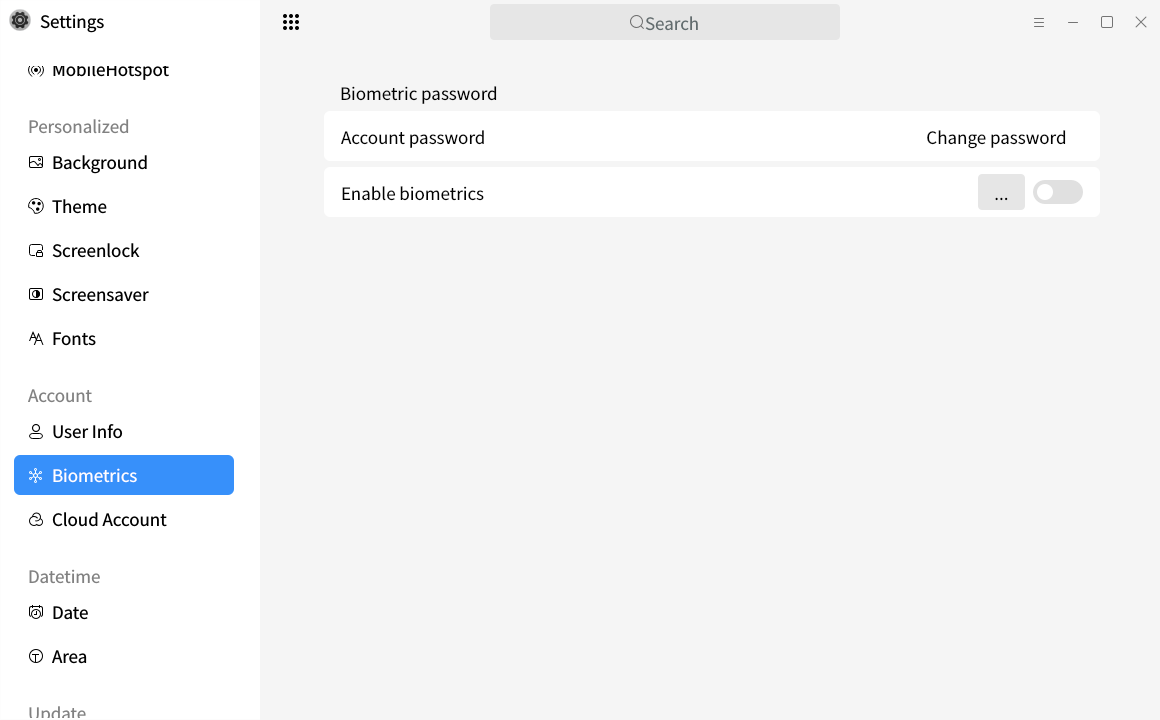 Settings
Search
MobileHotspot
Personalized
Background
Theme
Screenlock
Screensaver
Fonts
Account
User Info
Biometrics
Cloud Account
Datetime
Date
Area
Update
Biometric password
Account password
Change password
Enable biometrics
...